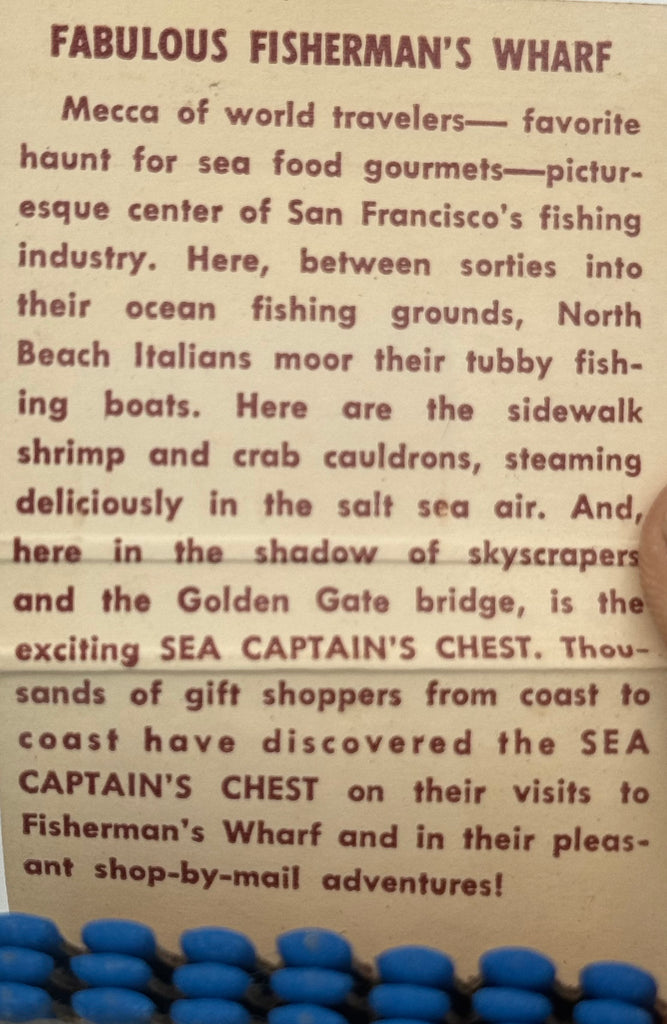 FABULOUS FISHERMAN'S WHARF
Mecca of world travelers— favorite
haunt for sea food gourmets—pictur-
esque center of San Francisco's fishing
industry. Here, between sorties into
their ocean fishing grounds, North
Beach Italians moor their tubby fish-
ing boats. Here are the sidewalk
shrimp and crab cauldrons, steaming
deliciously in the salt sea air. And,
here in the shadow of skyscrapers
and the Golden Gate bridge, is the
exciting SEA CAPTAIN'S CHEST. Thou-
sands of gift shoppers from coast to
coast have discovered the SEA
CAPTAIN'S CHEST on their visits to
Fisherman's Wharf and in their pleas-
ant shop-by-mail adventures!